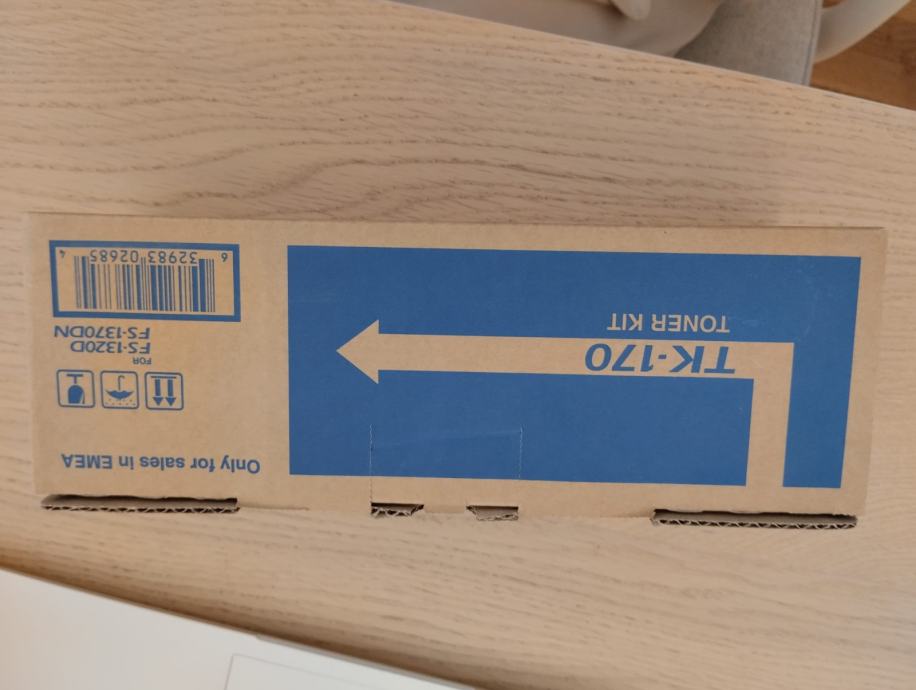 TK-170
TONER KIT
Only for sales in EMEA
FOR
FS-1320D
FS-1370DN
6 32983 02685 4